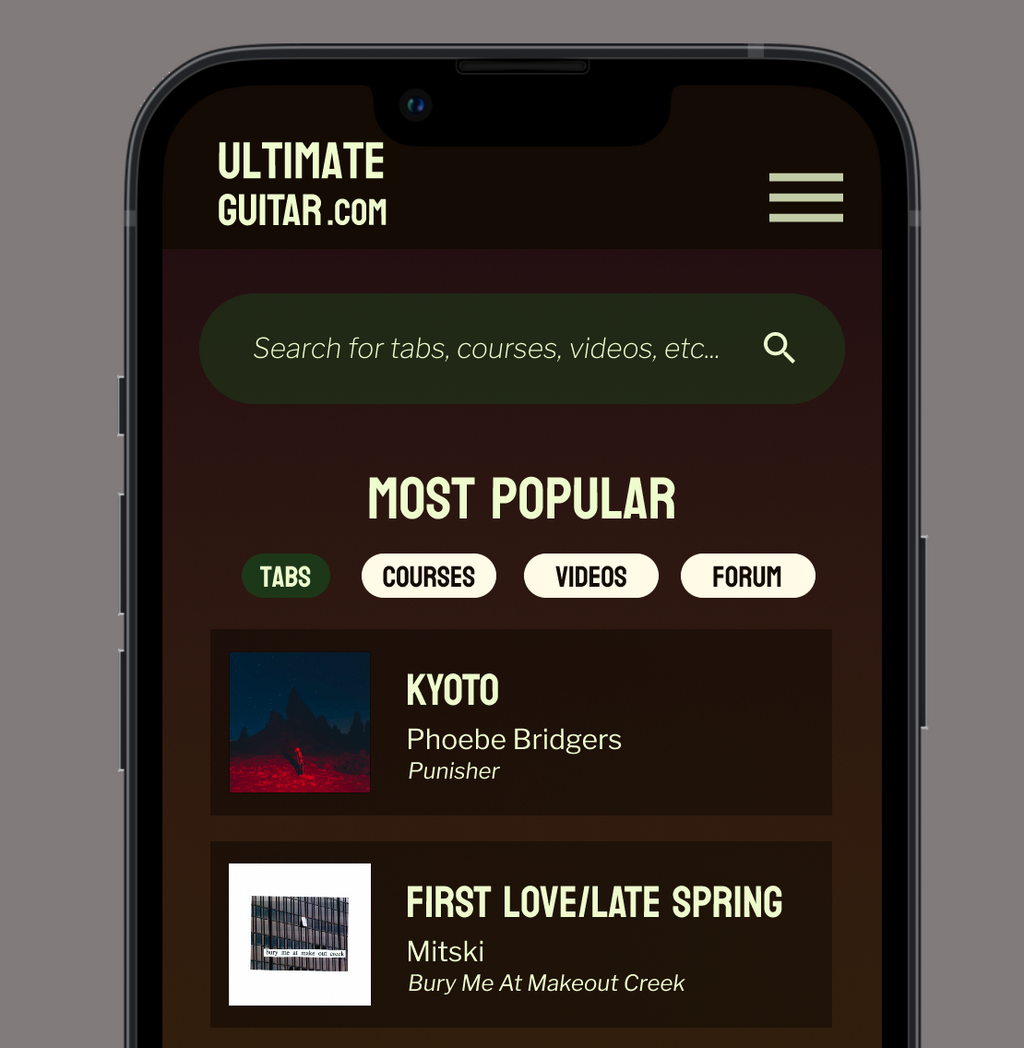 ULTIMATE
GUITAR.COM
Search for tabs, courses, videos, etc...
MOST POPULAR
TABS COURSES VIDEOS FORUM
KYOTO
Phoebe Bridgers
Punisher
bury me at make out creek
FIRST LOVE/LATE SPRING
Mitski
Bury Me At Makeout Creek